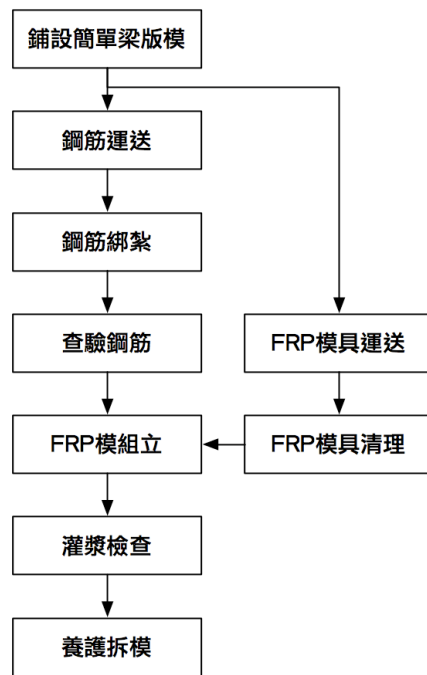 鋪設簡單梁版模
鋼筋運送
鋼筋綁紮
查驗鋼筋
FRP模具運送
FRP模組立
FRP模具清理
灌漿檢查
養護拆模